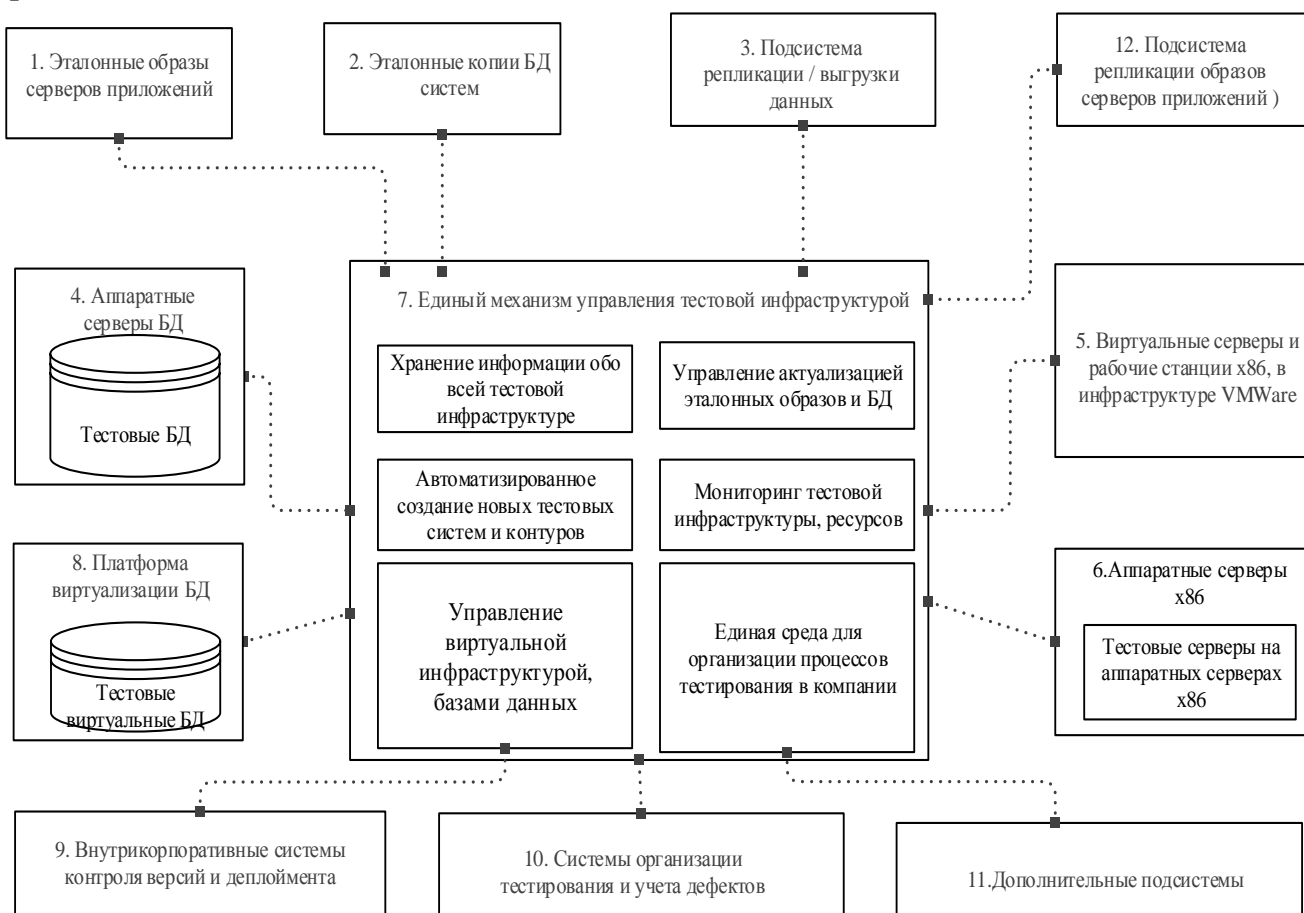 1. Эталонные образы
серверов приложений
2. Эталонные копии БД
систем
3. Подсистема
репликации / выгрузки
данных
12. Подсистема
репликации образов
серверов приложений )
4. Аппаратные
серверы БД
Тестовые БД
7. Единый механизм управления тестовой инфраструктурой
Хранение информации обо
всей тестовой
инфраструктуре
Управление актуализацией
эталонных образов и БД
Автоматизированное
создание новых тестовых
систем и контуров
Мониторинг тестовой
инфраструктуры, ресурсов
Управление
виртуальной
инфраструктурой,
базами данных
Единая среда для
организации процессов
тестирования в компании
5. Виртуальные серверы и
рабочие станции x86, в
инфраструктуре VMWare
8. Платформа
виртуализации БД
Тестовые
виртуальные БД
6.Аппаратные серверы
x86
Тестовые серверы на
аппаратных серверах
x86
9. Внутрикорпоративные системы
контроля версий и деплоймента
10. Системы организации
тестирования и учета дефектов
11.Дополнительные подсистемы